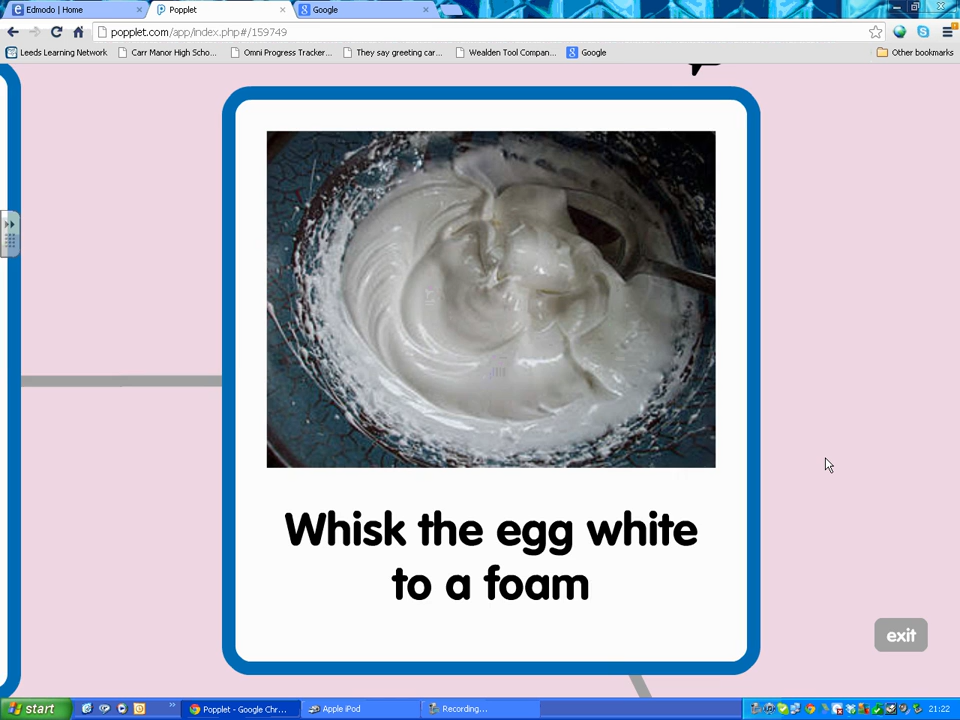 Edmodo | Home
Popplet
Google
popplet.com/app/index.php#/159749
Leeds Learning Network
Carr Manor High Scho...
Omni Progress Tracker...
They say greeting car...
Wealden Tool Compan...
Google
Other bookmarks
Whisk the egg white
to a foam
exit
start
Popplet - Google Chr...
Apple iPod
Recording...
21:22